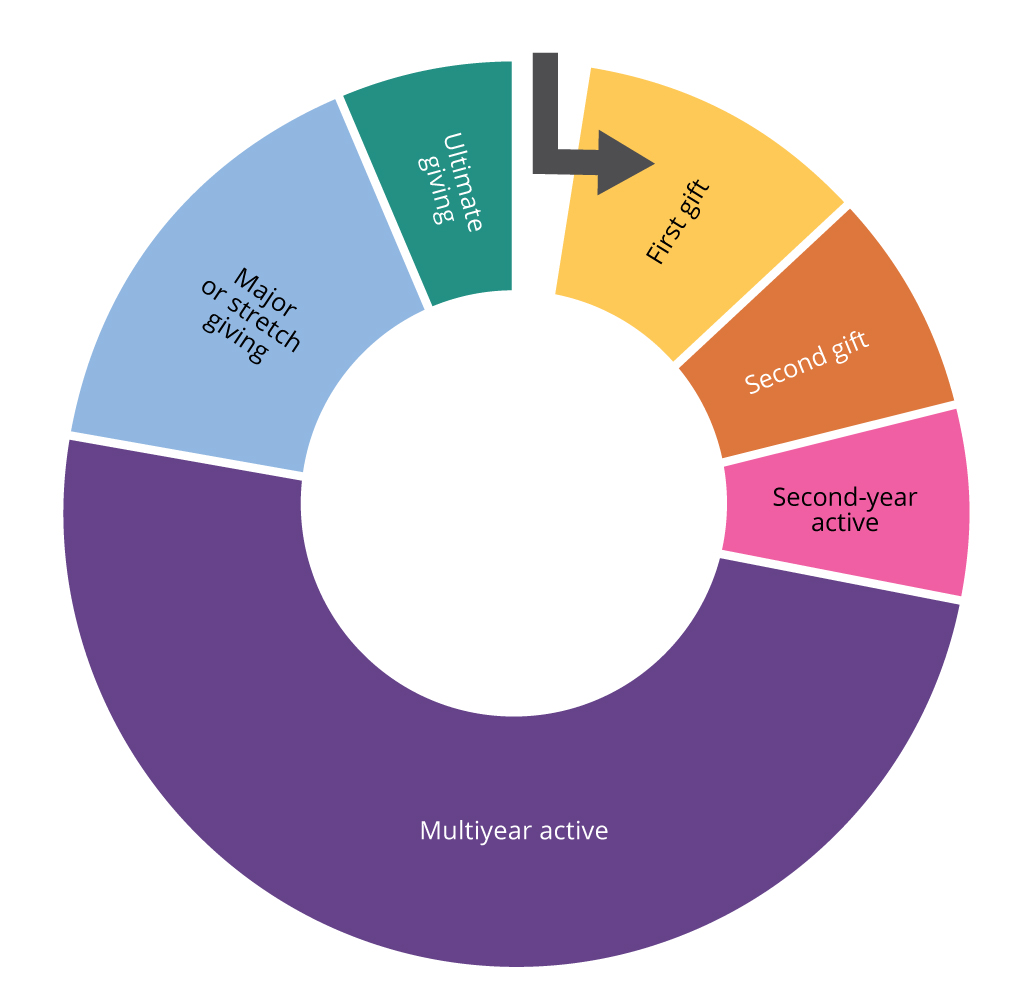 First gift
Second gift
Second-year
active
Multiyear active
Major
or stretch
giving
Ultimate
giving